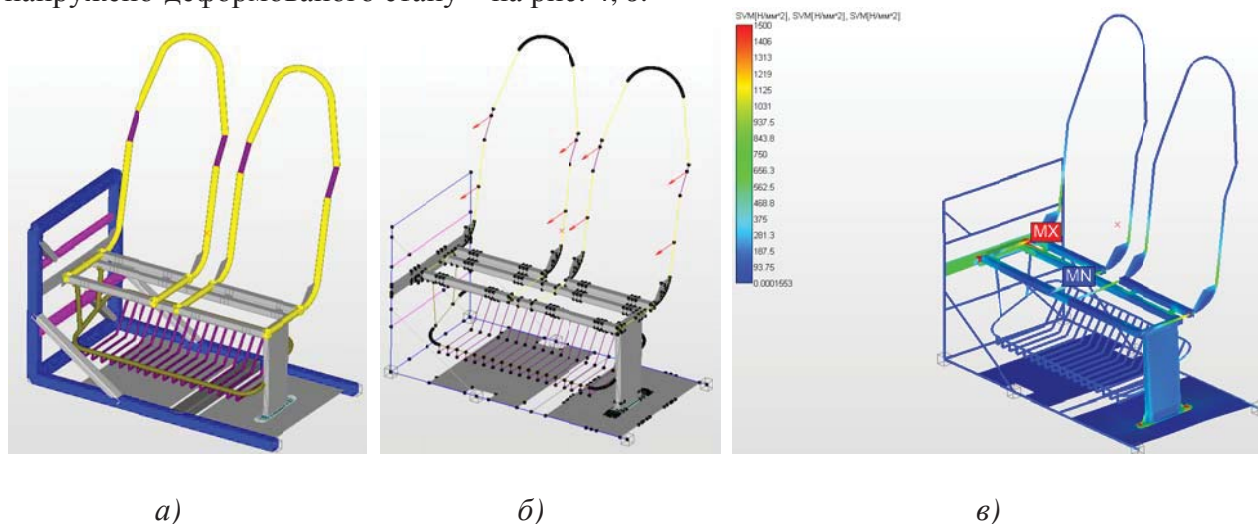 напружено-деформованого стану – на рис. 4, в.
SVM[Н/мм^2], SVM[Н/мм^2], SVM[Н/мм^2]
1500
1406
1313
1219
1125
1031
937.5
843.8
750
656.3
562.5
468.8
375
281.3
187.5
93.75
0.0001553
MX
MN
а)
б)
в)